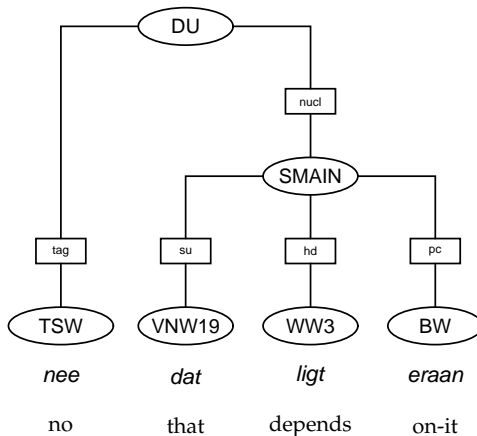 DU
nucl
SMAIN
tag su hd pc
TSW VNW19 WW3 BW
nee dat ligt eraan
no that depends on-it